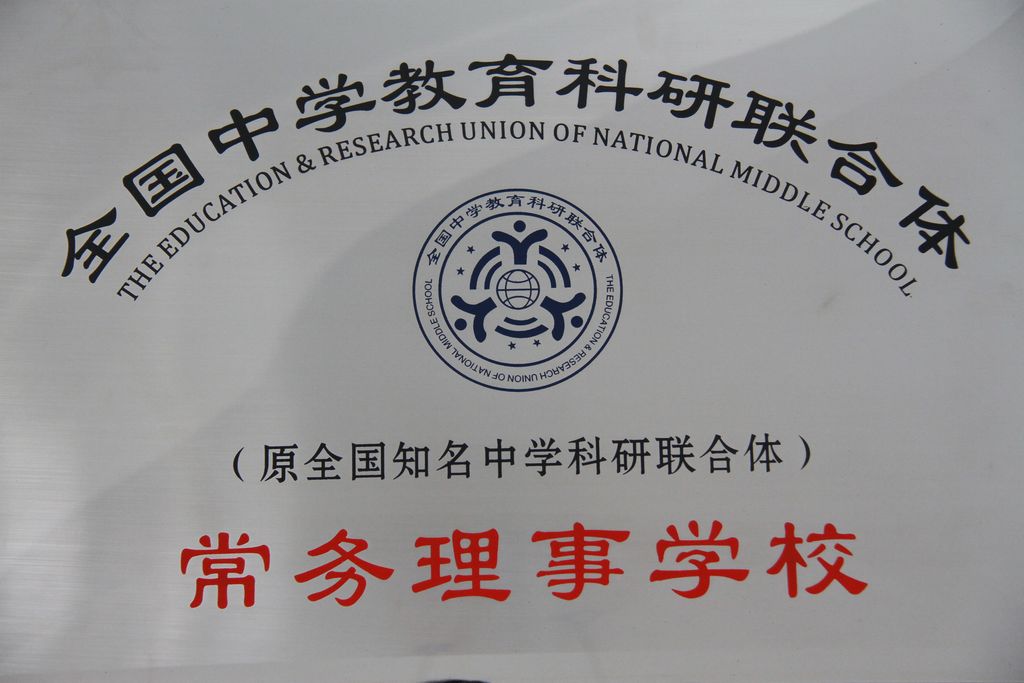 全国中学教育科研联合体
THE EDUCATION & RESEARCH UNION OF NATIONAL MIDDLE SCHOOL
全国中学教育科研联合体
THE EDUCATION & RESEARCH UNION OF NATIONAL MIDDLE SCHOOL
（原全国知名中学科研联合体）
常务理事学校